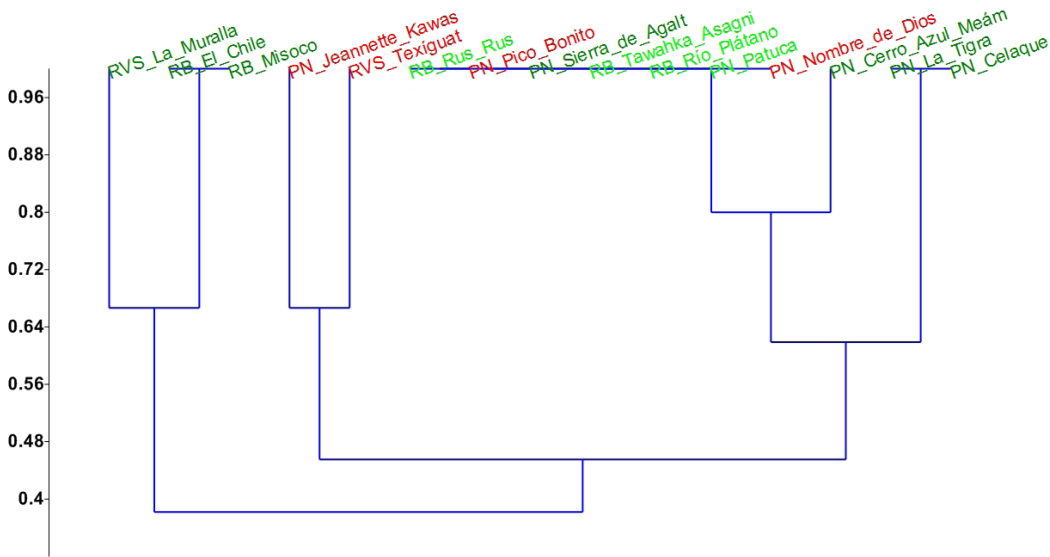 RVS_La_Muralla
RB_El_Chile
RB_Misoco
PN_Jeannette_Kawas
RVS_Texíguat
RB_Rus_Rus
PN_Pico_Bonito
PN_Sierra_de_Agalt
RB_Tawahka_Asagni
RB_Río_Plátano
PN_Patuca
PN_Nombre_de_Dios
PN_Cerro_Azul_Meám
PN_La_Tigra
PN_Celaque
0.96
0.88
0.8
0.72
0.64
0.56
0.48
0.4